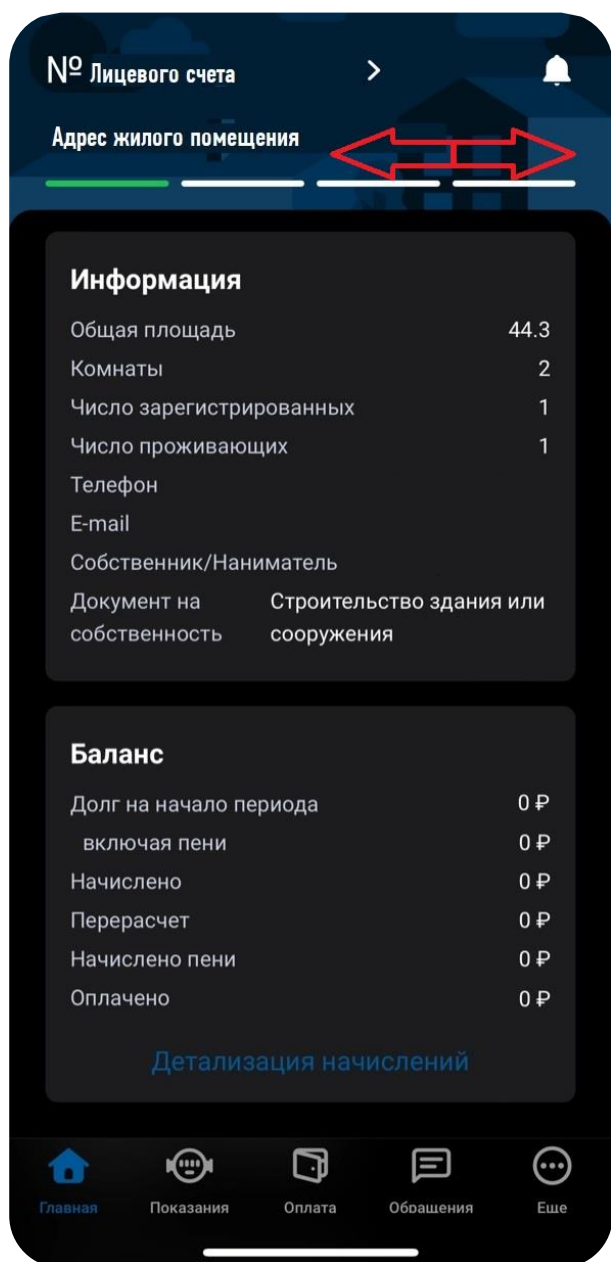 № Лицевого счета
Адрес жилого помещения
Информация
Общая площадь 44.3
Комнаты 2
Число зарегистрированных 1
Число проживающих 1
Телефон
E-mail
Собственник/Наниматель
Документ на Строительство здания или
собственность сооружения
Баланс
Долг на начало периода 0 ₽
включая пени 0 ₽
Начислено 0 ₽
Перерасчет 0 ₽
Начислено пени 0 ₽
Оплачено 0 ₽
Детализация начислений
Главная Показания Оплата Обращения Еще